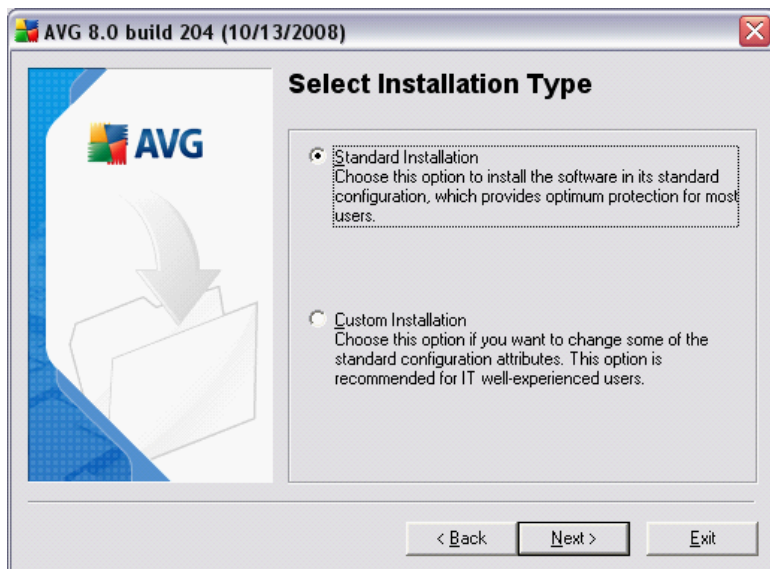 AVG 8.0 build 204 (10/13/2008)
Select Installation Type
AVG
Standard Installation
Choose this option to install the software in its standard
configuration, which provides optimum protection for most
users.
Custom Installation
Choose this option if you want to change some of the
standard configuration attributes. This option is
recommended for IT well-experienced users.
< Back
Next >
Exit